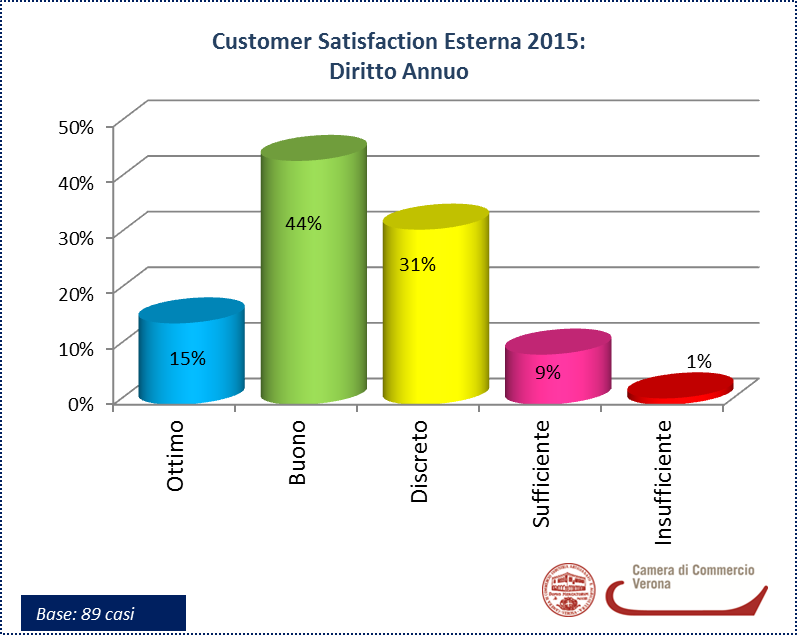 Customer Satisfaction Esterna 2015:
Diritto Annuo
50%
40%
30%
20%
10%
0%
15%
44%
31%
9%
1%
Ottimo
Buono
Discreto
Sufficiente
Insufficiente
Base: 89 casi
Camera di Commercio
Verona